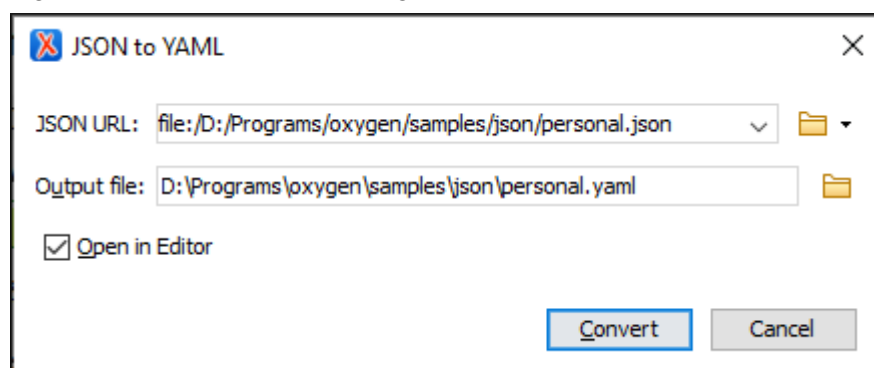 JSON to YAML
JSON URL: file:/D:/Programs/oxygen/samples/json/personal.json
Output file: D:\Programs\oxygen\samples\json\personal.yaml
Open in Editor
Convert Cancel